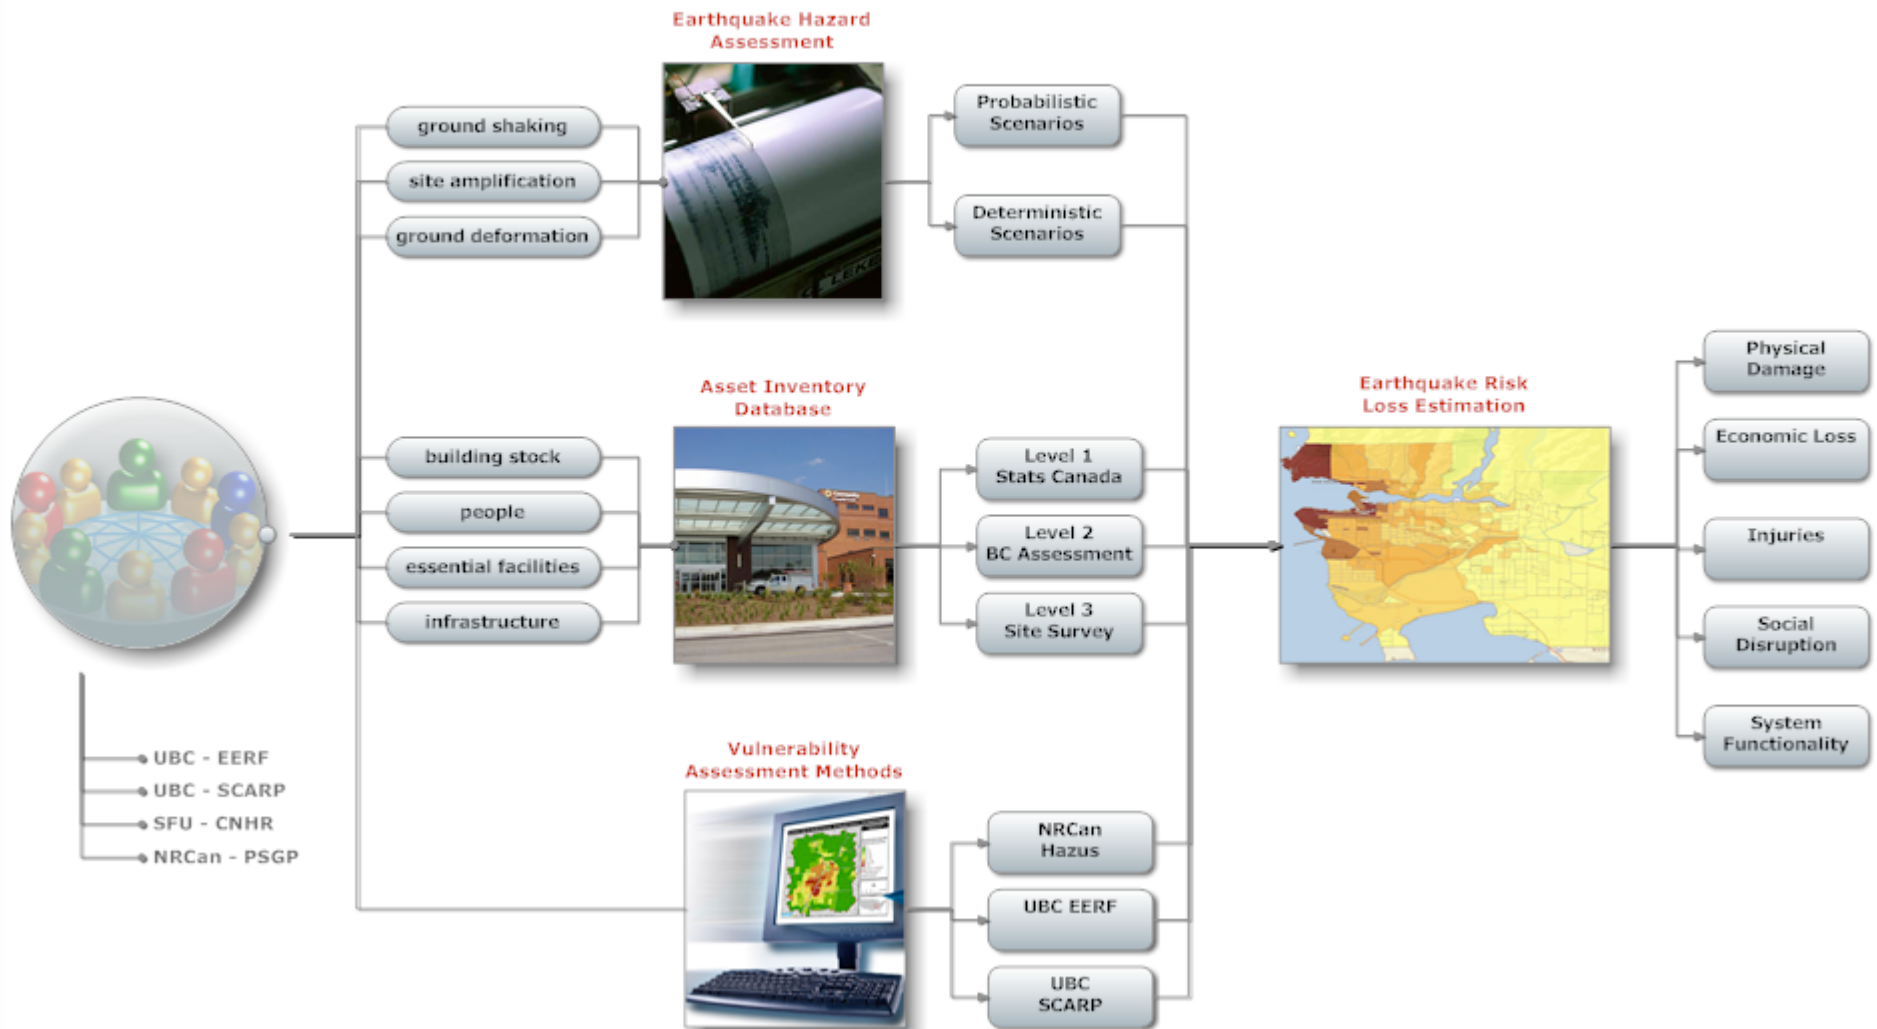 Earthquake Hazard
Assessment
ground shaking
site amplification
ground deformation
Probabilistic
Scenarios
Deterministic
Scenarios
Asset Inventory
Database
building stock
people
essential facilities
infrastructure
Level 1
Stats Canada
Level 2
BC Assessment
Level 3
Site Survey
Vulnerability
Assessment Methods
NRCan
Hazus
UBC EERF
UBC
SCARP
UBC - EERF
UBC - SCARP
SFU - CNHR
NRCan - PSGP
Earthquake Risk
Loss Estimation
Physical
Damage
Economic Loss
Injuries
Social
Disruption
System
Functionality